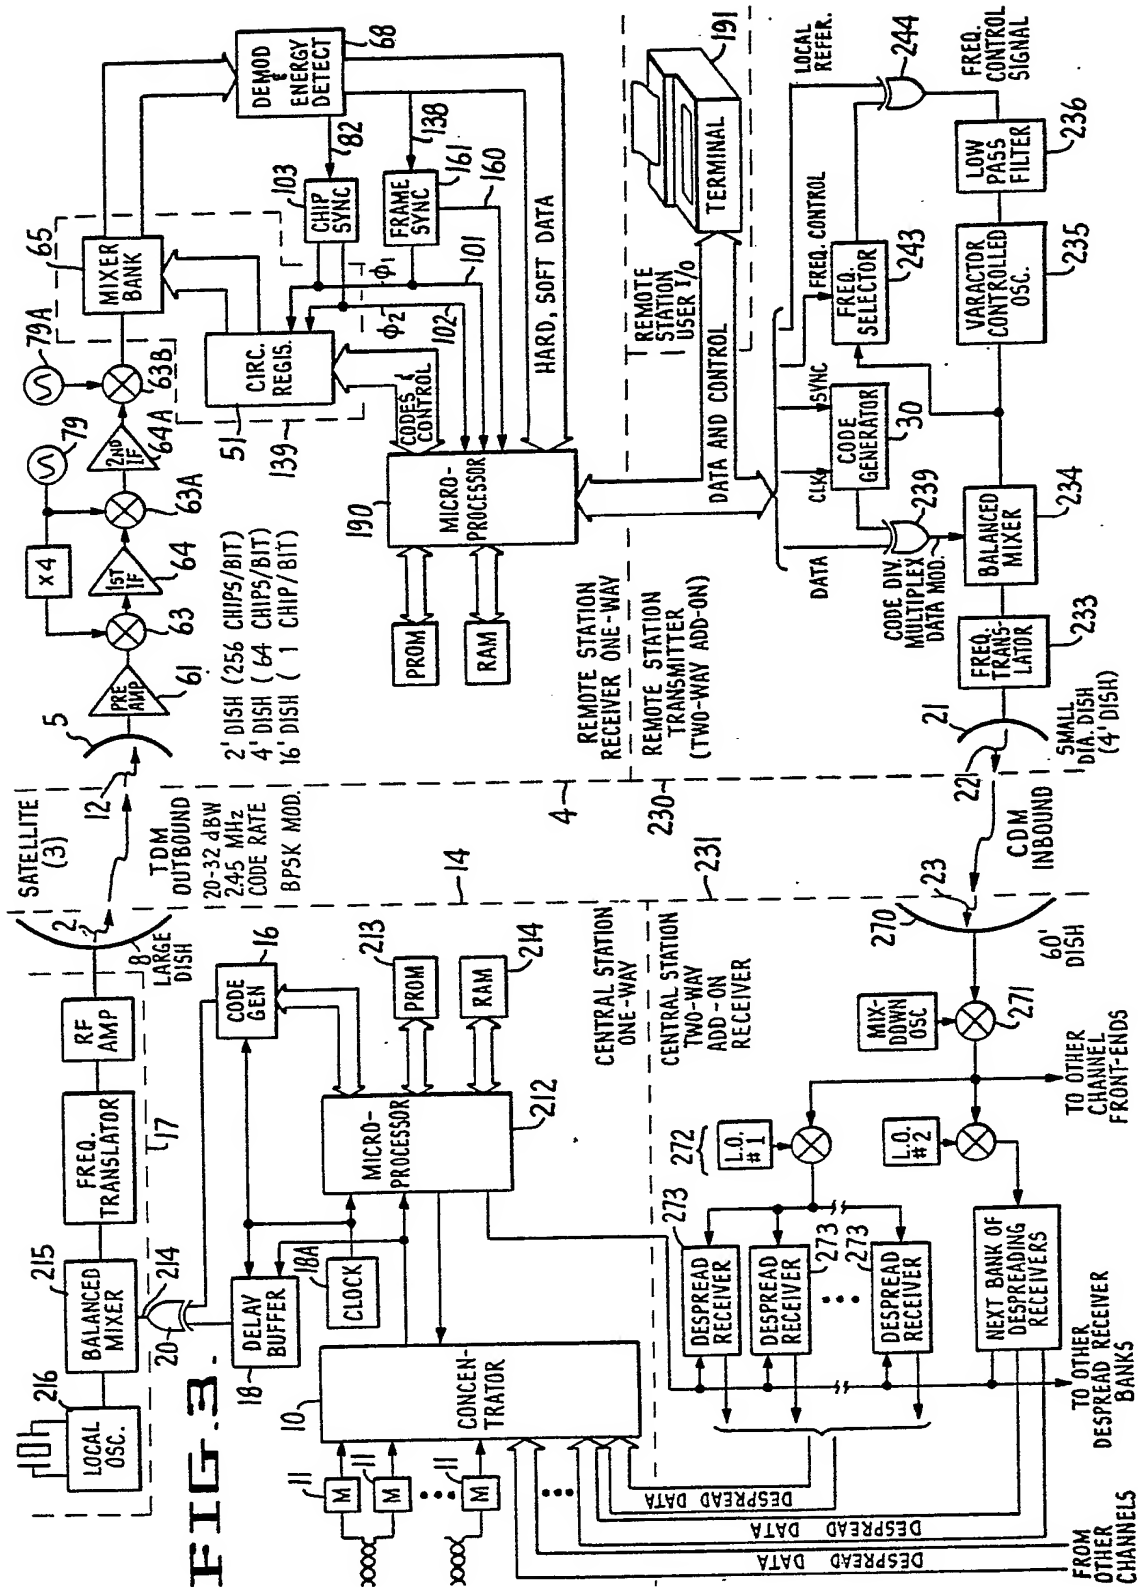 FIG. 3
216
LOCAL
OSC.
215
BALANCED
MIXER
FREQ.
TRANSLATOR
RF
AMP
17
214
20
8
LARGE
DISH
2
SATELLITE
(3)
TDM
OUTBOUND
20-32 dBW
2.45 MHz
CODE RATE
BPSK MOD.
12
5
PRE
AMP
61
63
X4
1ST
IF
64
79
63A
2ND
IF
64A
79A
63B
65
MIXER
BANK
2' DISH (256 CHIPS/BIT)
4' DISH ( 64 CHIPS/BIT)
16' DISH ( 1 CHIP/BIT)
DEMOD
&
ENERGY
DETECT
68
82
138
103
CHIP
SYNC
161
FRAME
SYNC
160
51
CIRC.
REGIS.
139
ϕ1
ϕ2
101
102
CODES &
CONTROL
HARD, SOFT DATA
190
MICRO-
PROCESSOR
PROM
RAM
REMOTE STATION
RECEIVER ONE-WAY
REMOTE STATION
TRANSMITTER
(TWO-WAY ADD-ON)
4
230
REMOTE
STATION
USER I/O
TERMINAL
191
DATA AND CONTROL
DATA
CLK
SYNC
FREQ. CONTROL
LOCAL
REFER.
CODE
GENERATOR
30
239
CODE DIV.
MULTIPLEX
DATA MOD.
FREQ.
SELECTOR
243
244
FREQ.
CONTROL
SIGNAL
LOW
PASS
FILTER
236
VARACTOR
CONTROLLED
OSC.
235
BALANCED
MIXER
234
FREQ.
TRANS-
LATOR
233
21
SMALL
DIA. DISH
(4' DISH)
22
CDM
INBOUND
23
270
60'
DISH
14
231
18
DELAY
BUFFER
CODE
GEN
16
18A
CLOCK
MICRO-
PROCESSOR
212
PROM
213
RAM
214
10
CONCEN-
TRATOR
11
M
11
M
11
M
CENTRAL STATION
ONE-WAY
CENTRAL STATION
TWO-WAY
ADD-ON
RECEIVER
MIX-
DOWN
OSC
271
TO OTHER
CHANNEL
FRONT-ENDS
272
L.O.
#1
L.O.
#2
273
DESPREAD
RECEIVER
DESPREAD
RECEIVER
273
DESPREAD
RECEIVER
273
NEXT BANK OF
DESPREADING
RECEIVERS
TO OTHER
DESPREAD RECEIVER
BANKS
DESPREAD DATA
DESPREAD DATA
DESPREAD DATA
FROM
OTHER
CHANNELS